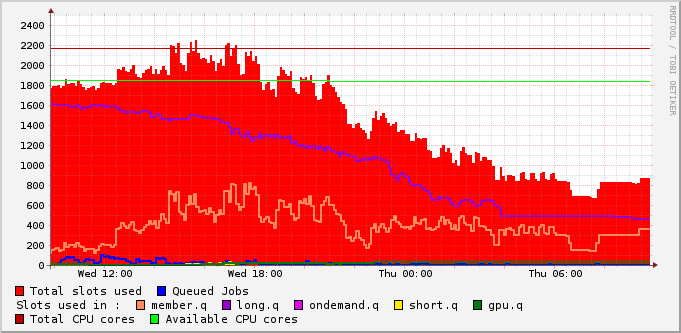 RRDTOOL / TOBI OETIKER
2400
2200
2000
1800
1600
1400
1200
1000
800
600
400
200
0
Wed 12:00 Wed 18:00 Thu 00:00 Thu 06:00
Total slots used Queued Jobs
Slots used in : member.q long.q ondemand.q short.q gpu.q
Total CPU cores Available CPU cores